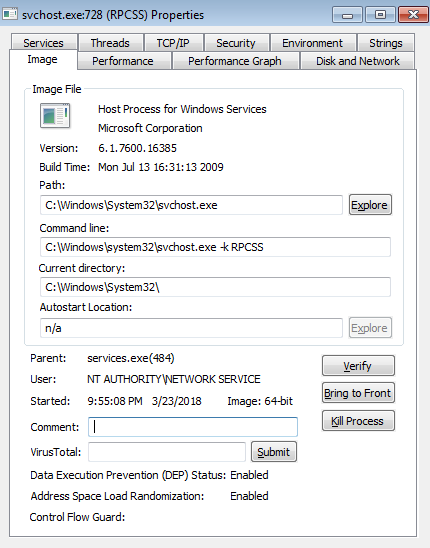 svchost.exe:728 (RPCSS) Properties
Services Threads TCP/IP Security Environment Strings
Image Performance Performance Graph Disk and Network
Image File
Host Process for Windows Services
Microsoft Corporation
Version: 6.1.7600.16385
Build Time: Mon Jul 13 16:31:13 2009
Path:
C:\Windows\System32\svchost.exe Explore
Command line:
C:\Windows\system32\svchost.exe -k RPCSS
Current directory:
C:\Windows\System32\
Autostart Location:
n/a Explore
Parent: services.exe(484) Verify
User: NT AUTHORITY\NETWORK SERVICE
Started: 9:55:08 PM 3/23/2018 Image: 64-bit Bring to Front
Comment: Kill Process
VirusTotal: Submit
Data Execution Prevention (DEP) Status: Enabled
Address Space Load Randomization: Enabled
Control Flow Guard: